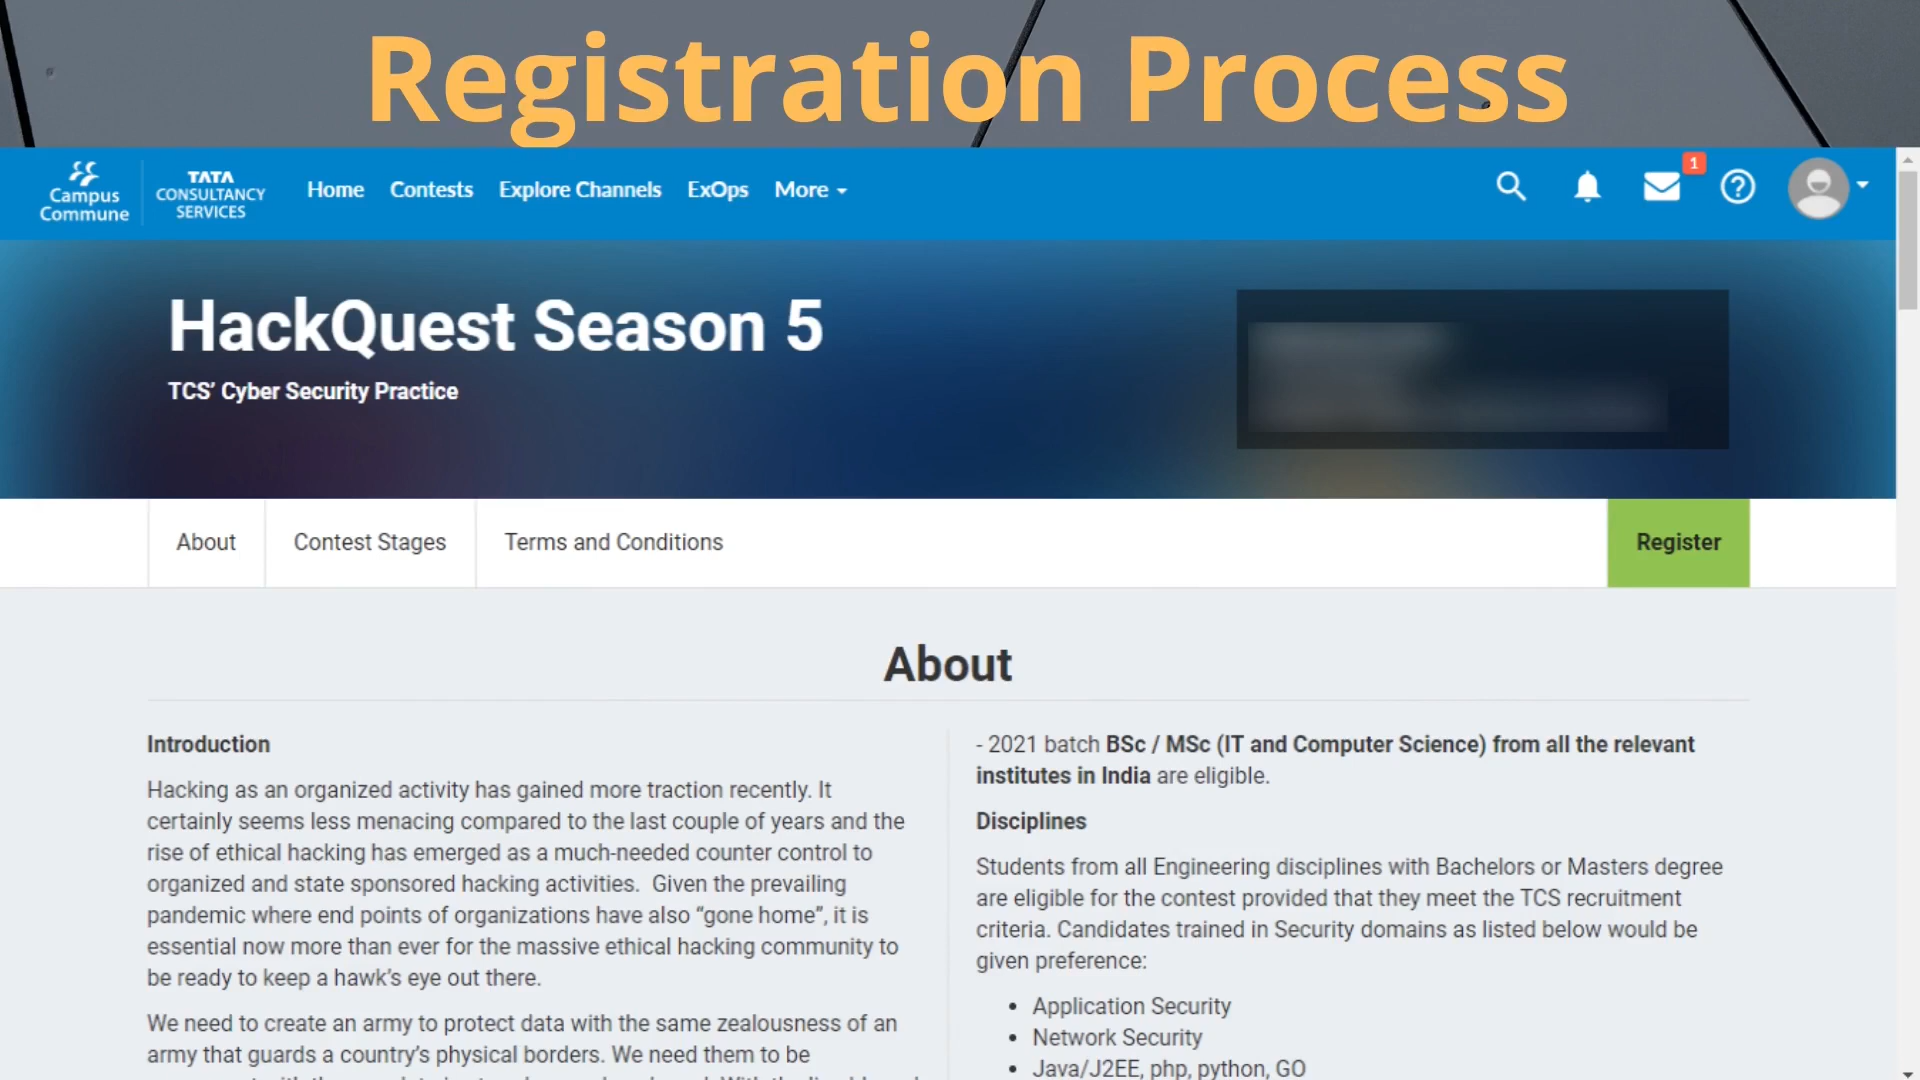 Registration Process
Campus
Commune
TATA
CONSULTANCY
SERVICES
Home
Contests
Explore Channels
ExOps
More
1
HackQuest Season 5
TCS’ Cyber Security Practice
About
Contest Stages
Terms and Conditions
Register
About
Introduction
Hacking as an organized activity has gained more traction recently. It
certainly seems less menacing compared to the last couple of years and the
rise of ethical hacking has emerged as a much-needed counter control to
organized and state sponsored hacking activities.  Given the prevailing
pandemic where end points of organizations have also “gone home”, it is
essential now more than ever for the massive ethical hacking community to
be ready to keep a hawk’s eye out there.
We need to create an army to protect data with the same zealousness of an
army that guards a country’s physical borders. We need them to be
- 2021 batch BSc / MSc (IT and Computer Science) from all the relevant
institutes in India are eligible.
Disciplines
Students from all Engineering disciplines with Bachelors or Masters degree
are eligible for the contest provided that they meet the TCS recruitment
criteria. Candidates trained in Security domains as listed below would be
given preference:
• Application Security
• Network Security
• Java/J2EE, php, python, GO